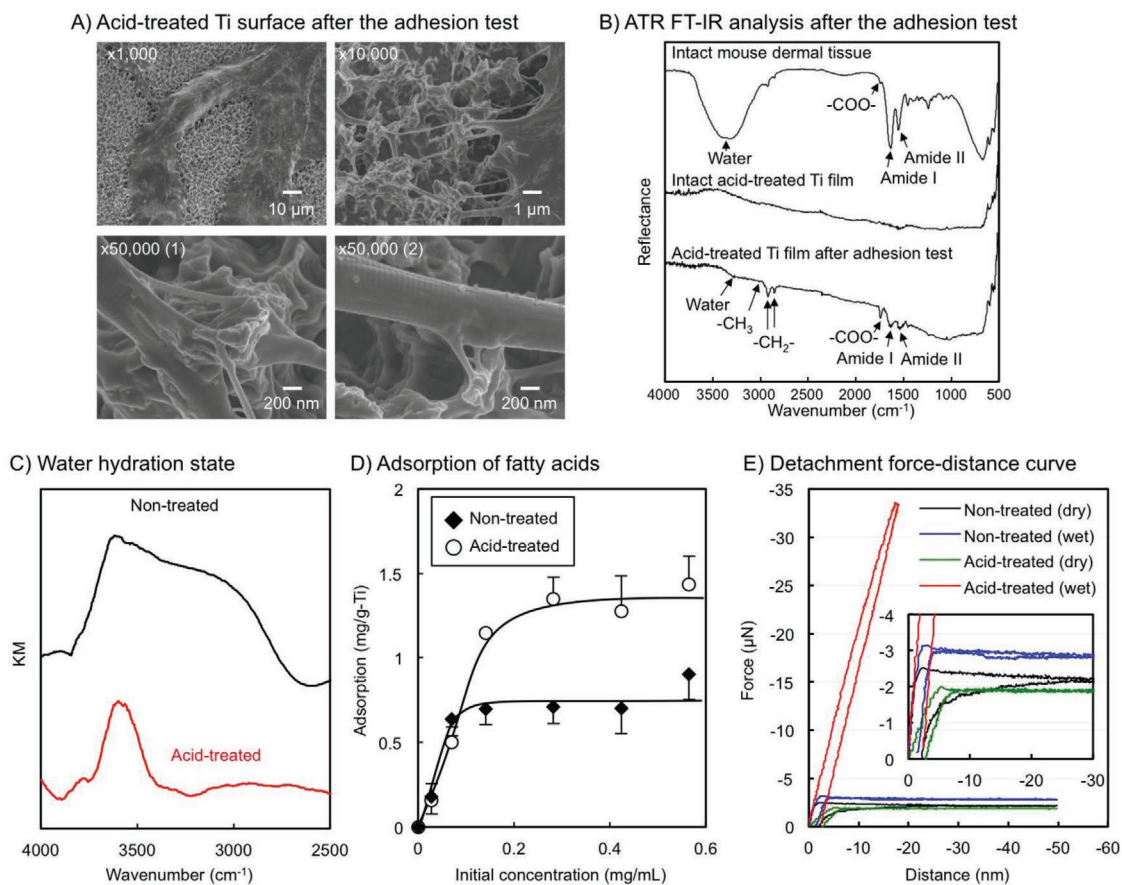 A) Acid-treated Ti surface after the adhesion test
x1,000
10 µm
x10,000
1 µm
x50,000 (1)
200 nm
x50,000 (2)
200 nm
B) ATR FT-IR analysis after the adhesion test
Intact mouse dermal tissue
-COO-
Water
Amide II
Amide I
Intact acid-treated Ti film
Acid-treated Ti film after adhesion test
Water
-CH3
-CH2-
-COO-
Amide I
Amide II
Reflectance
4000 3500 3000 2500 2000 1500 1000 500
Wavenumber (cm-1)
C) Water hydration state
Non-treated
Acid-treated
KM
4000 3500 3000 2500
Wavenumber (cm-1)
D) Adsorption of fatty acids
2
1.5
1
0.5
0
Non-treated
Acid-treated
Adsorption (mg/g-Ti)
0 0.2 0.4 0.6
Initial concentration (mg/mL)
E) Detachment force-distance curve
-35
-30
-25
-20
-15
-10
-5
0
Non-treated (dry)
Non-treated (wet)
Acid-treated (dry)
Acid-treated (wet)
-4
-3
-2
-1
0
0 -10 -20 -30
Force (µN)
0 -10 -20 -30 -40 -50 -60
Distance (nm)